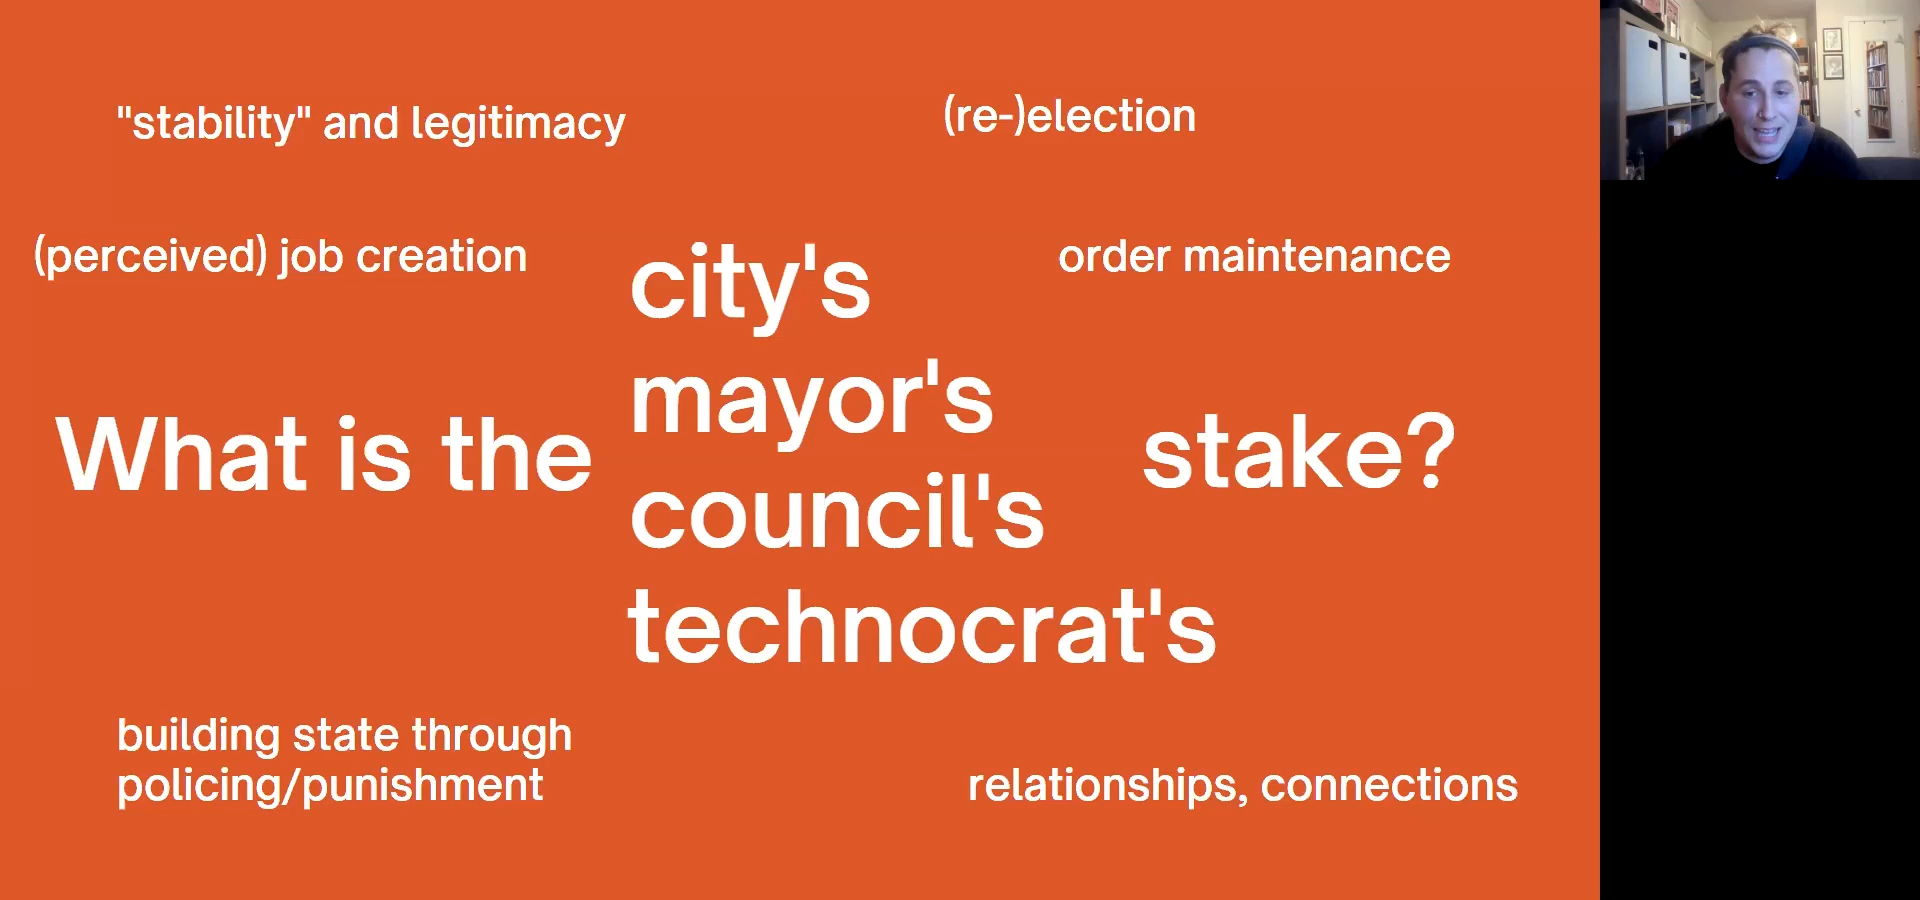 "stability" and legitimacy
(re-)election
(perceived) job creation
order maintenance
What is the
city's
mayor's
council's
technocrat's
stake?
building state through
policing/punishment
relationships, connections